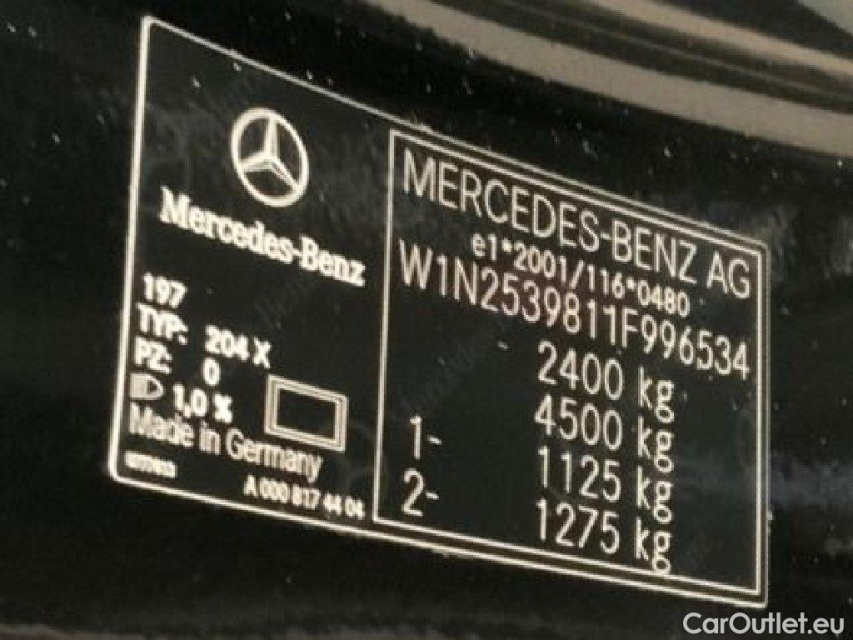 Mercedes-Benz
197
TYP: 204 X
PZ: 0
1,0 %
Made in Germany
A 000 817 44 04
MERCEDES-BENZ AG
e1*2001/116*0480
W1N2539811F996534
2400 kg
4500 kg
1- 1125 kg
2- 1275 kg
CarOutlet.eu